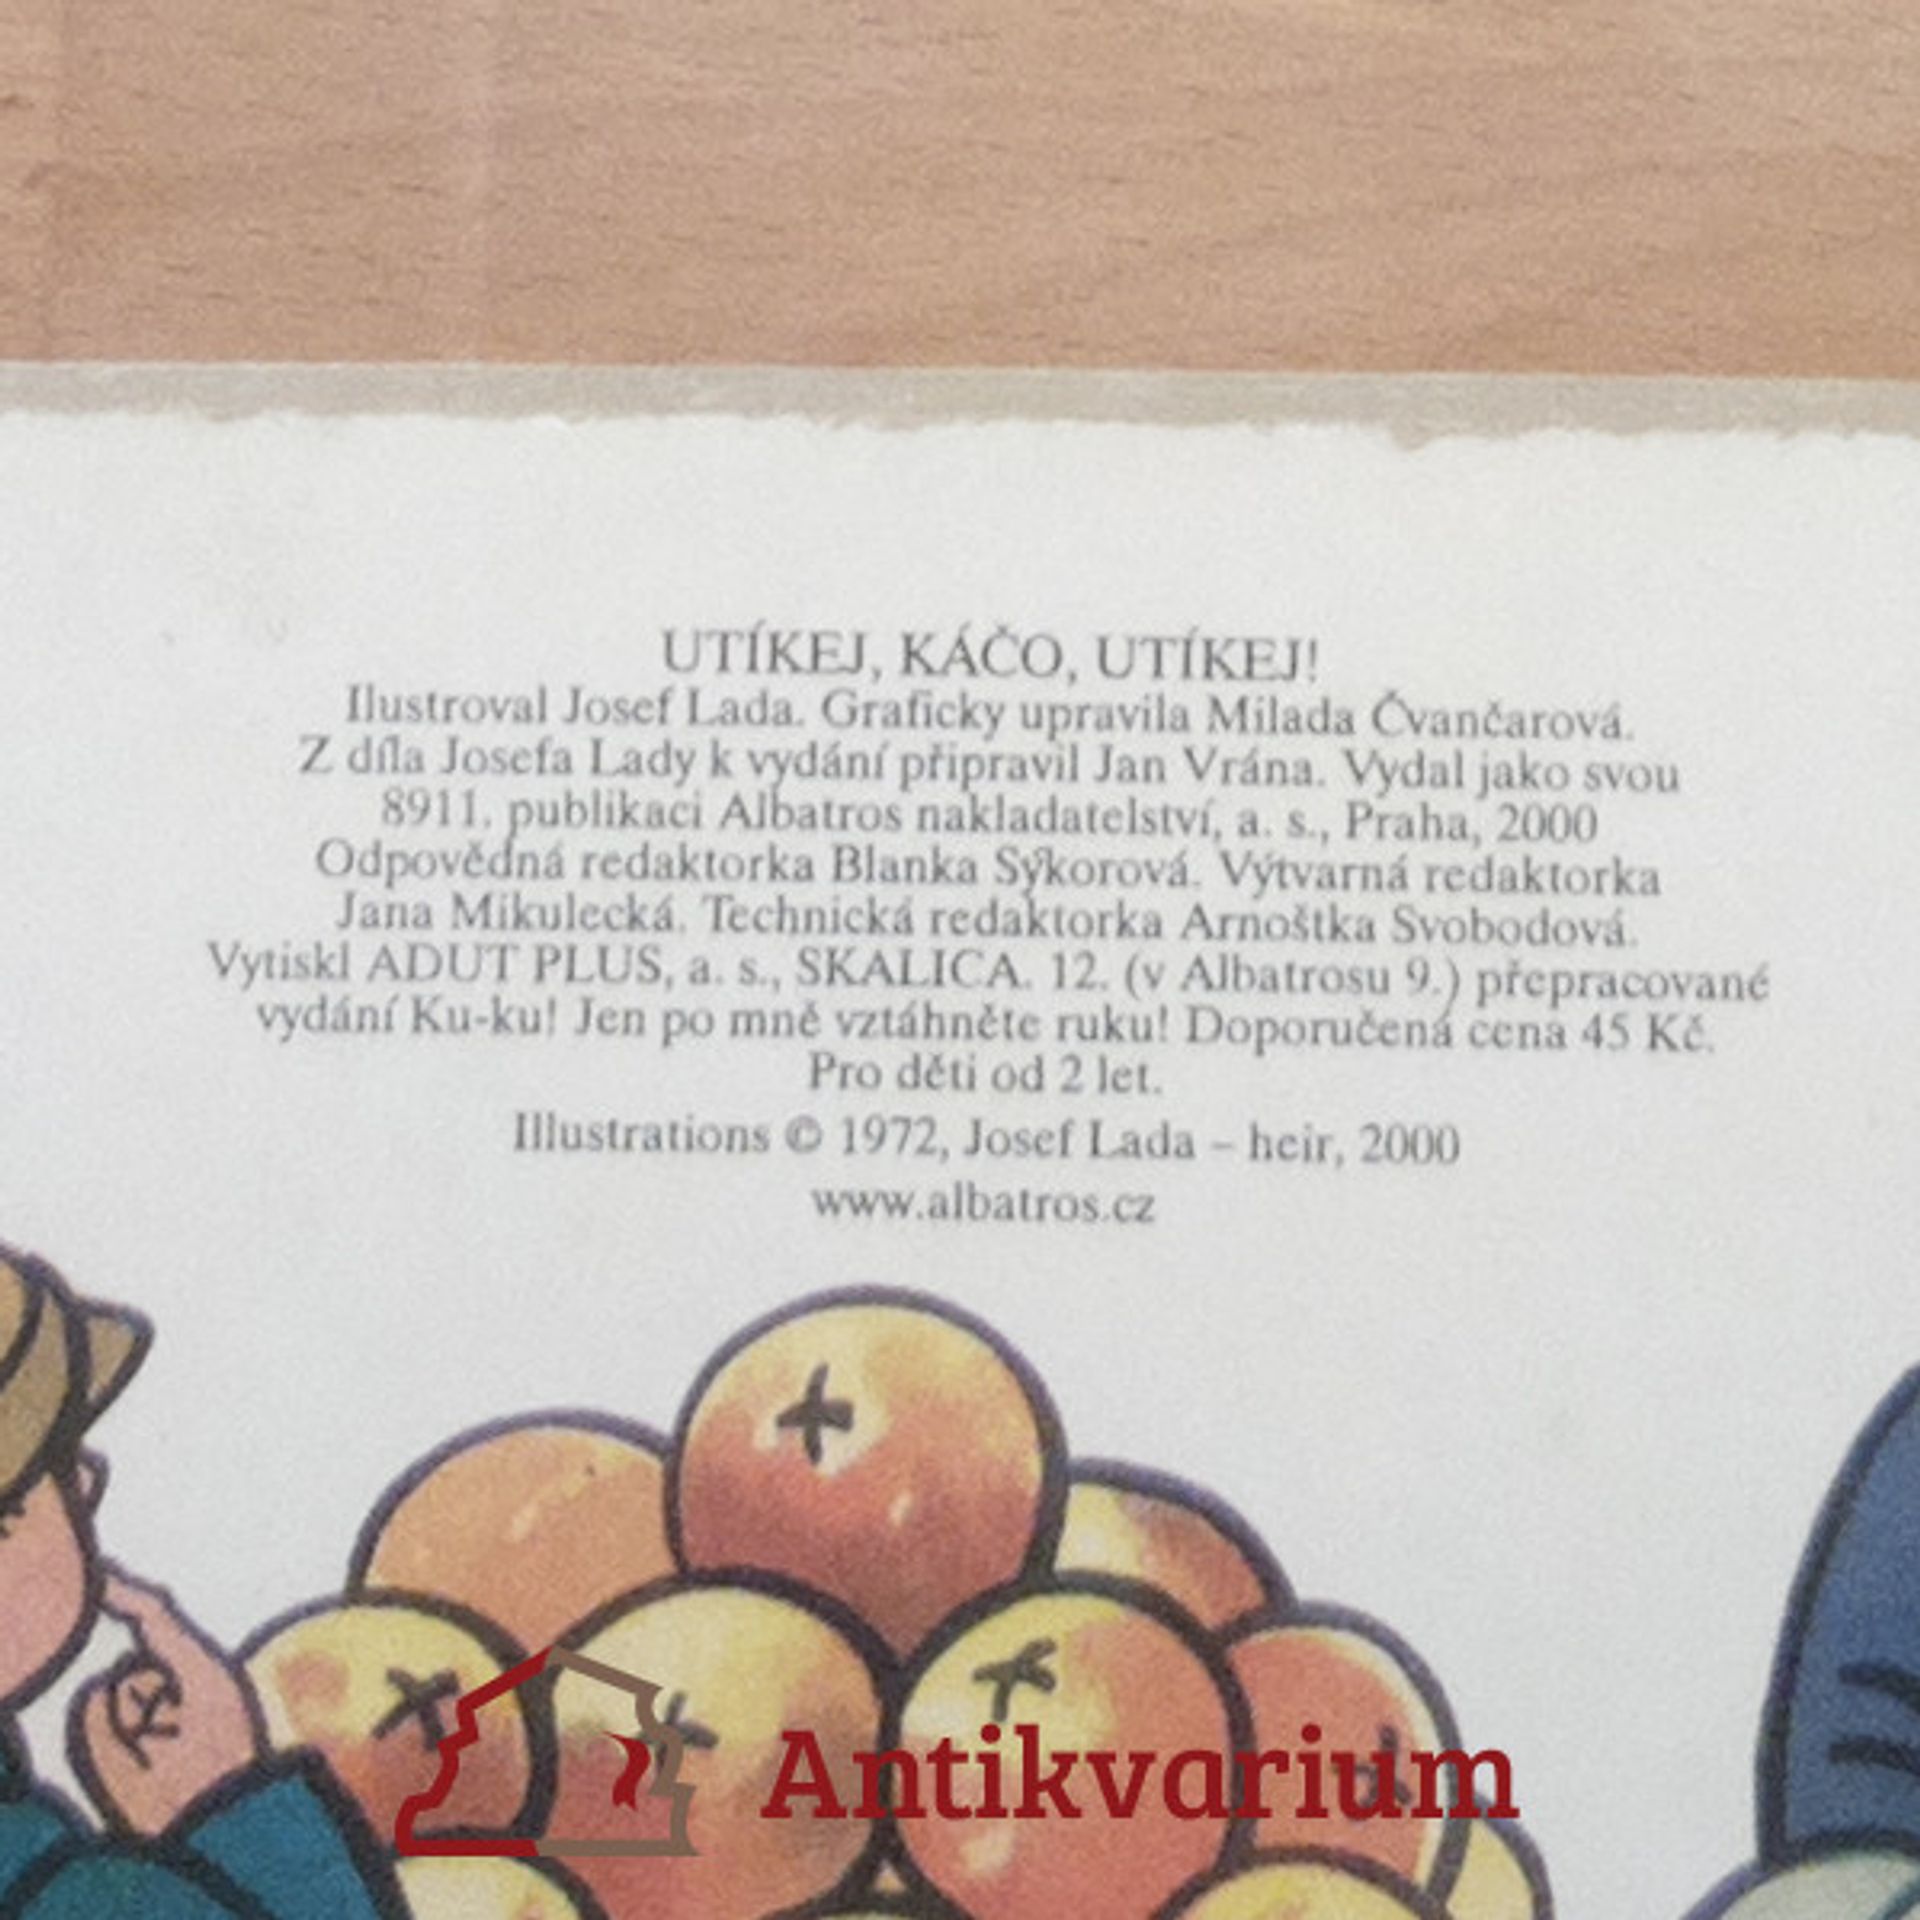 UTÍKEJ, KÁČO, UTÍKEJ!
Ilustroval Josef Lada. Graficky upravila Milada Čvančarová.
Z díla Josefa Lady k vydání připravil Jan Vrána. Vydal jako svou
8911. publikaci Albatros nakladatelství, a. s., Praha, 2000
Odpovědná redaktorka Blanka Sýkorová. Výtvarná redaktorka
Jana Mikulecká. Technická redaktorka Arnoštka Svobodová.
Vytiskl ADUT PLUS, a. s., SKALICA. 12. (v Albatrosu 9.) přepracované
vydání Ku-ku! Jen po mně vztáhněte ruku! Doporučená cena 45 Kč.
Pro děti od 2 let.
Illustrations © 1972, Josef Lada – heir, 2000
www.albatros.cz
Antikvarium